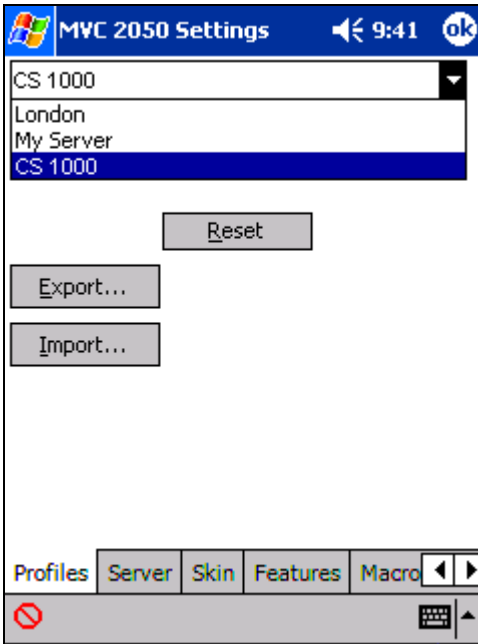 MVC 2050 Settings 9:41 ok
CS 1000
London
My Server
CS 1000
Reset
Export...
Import...
Profiles Server Skin Features Macro